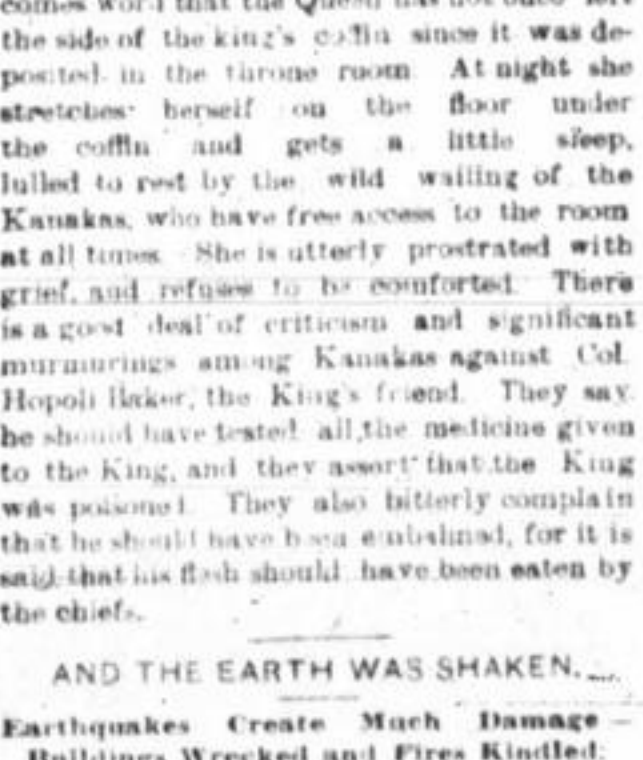 comes word that the Queen has not once left
the side of the king's coffin since it was de-
posited in the throne room. At night she
stretches herself on the floor under
the coffin and gets a little sleep,
lulled to rest by the wild wailing of the
Kanakas, who have free access to the room
at all times. She is utterly prostrated with
grief, and refuses to be comforted. There
is a good deal of criticism and significant
murmurings among Kanakas against Col.
Hopoli Baker, the King's friend. They say
he should have tested all the medicine given
to the King, and they assert that the King
was poisoned. They also bitterly complain
that he should have been embalmed, for it is
said that his flesh should have been eaten by
the chiefs.
AND THE EARTH WAS SHAKEN.
Earthquakes Create Much Damage—
Buildings Wrecked and Fires Kindled;